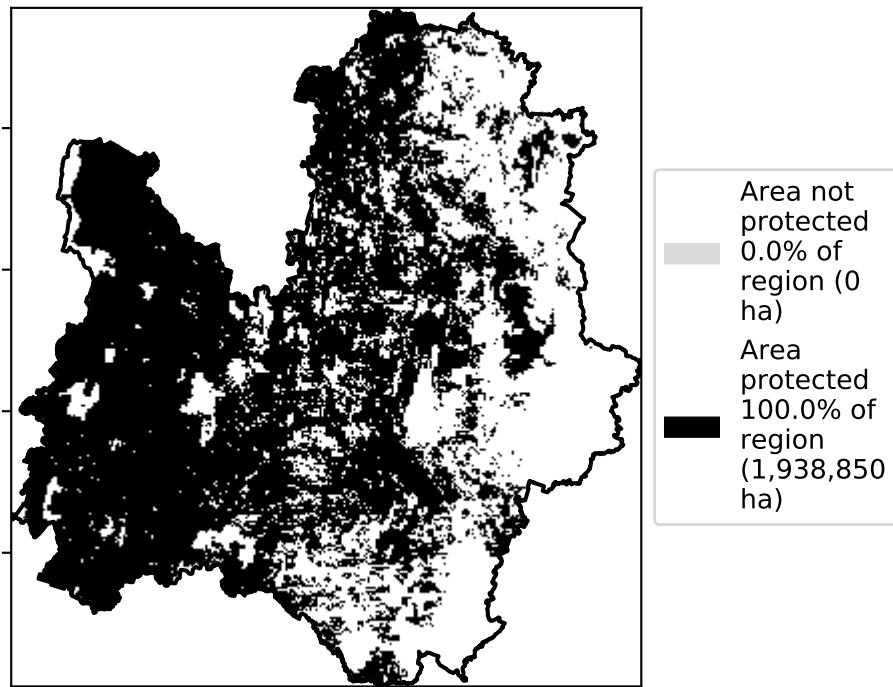 Area not
protected
0.0% of
region (0
ha)
Area
protected
100.0% of
region
(1,938,850
ha)